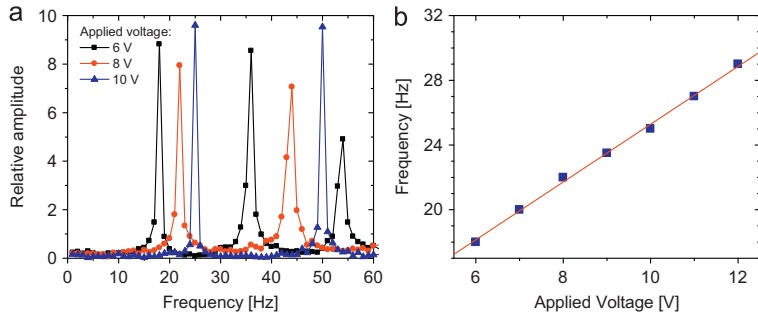 a
Applied voltage:
6 V
8 V
10 V
Relative amplitude
10
8
6
4
2
0
0 10 20 30 40 50 60
Frequency [Hz]
b
Frequency [Hz]
32
28
24
20
6 8 10 12
Applied Voltage [V]